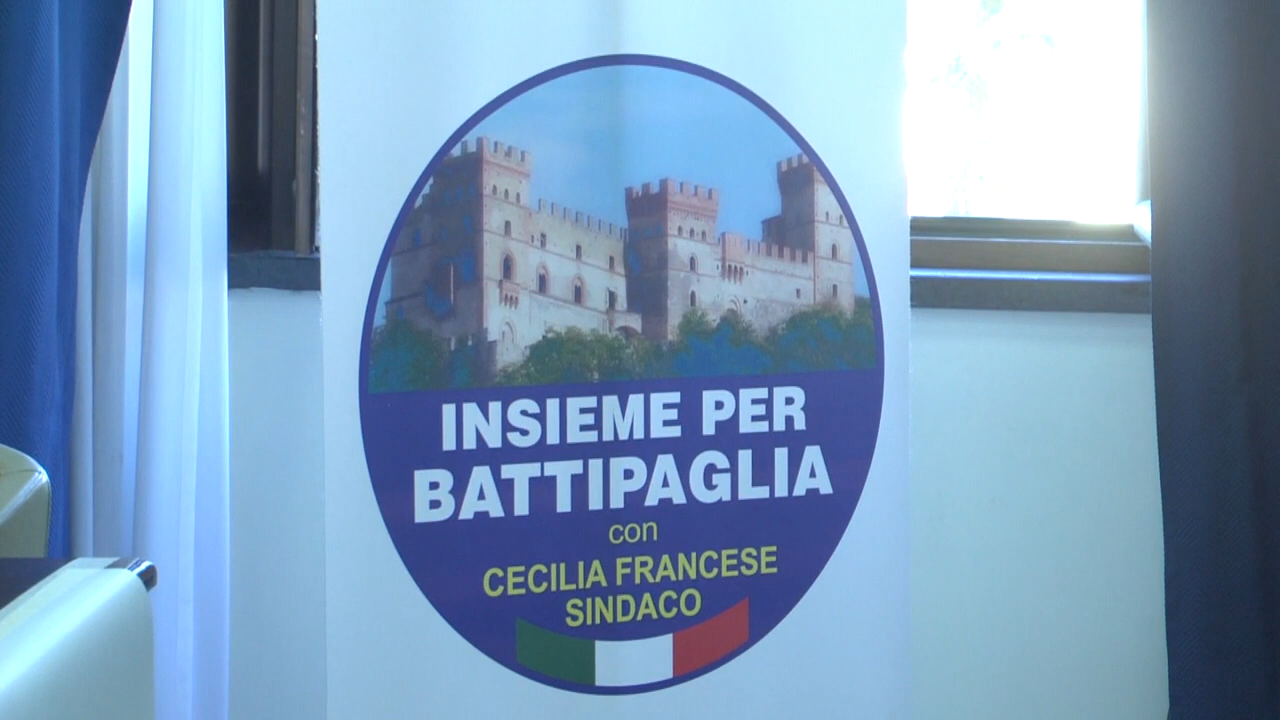 INSIEME PER
BATTIPAGLIA
con
CECILIA FRANCESE
SINDACO